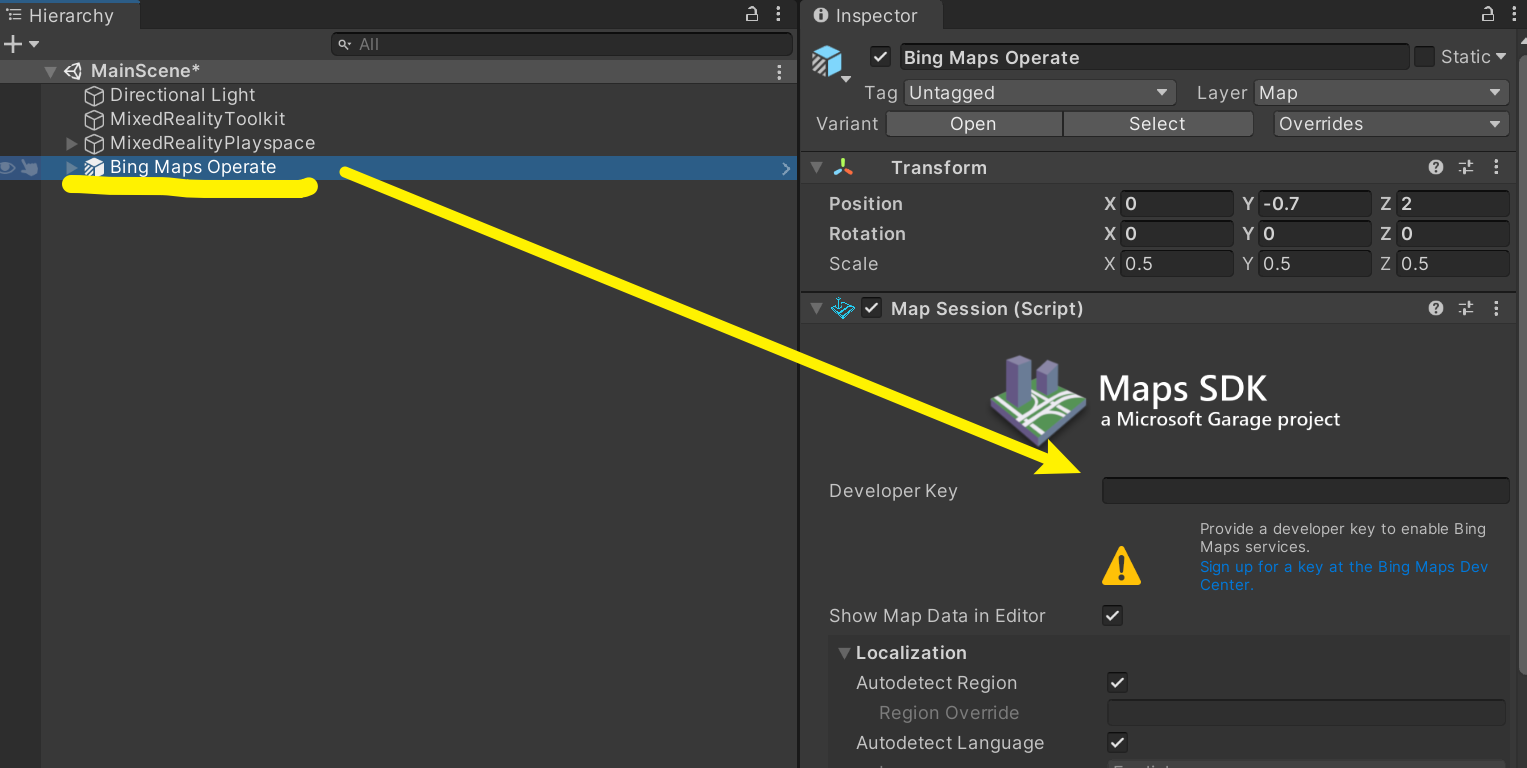 Hierarchy
All
MainScene*
Directional Light
MixedRealityToolkit
MixedRealityPlayspace
Bing Maps Operate
Inspector
Bing Maps Operate
Static
Tag Untagged Layer Map
Variant Open Select Overrides
Transform
Position X 0 Y -0.7 Z 2
Rotation X 0 Y 0 Z 0
Scale X 0.5 Y 0.5 Z 0.5
Map Session (Script)
Maps SDK
a Microsoft Garage project
Developer Key
Provide a developer key to enable Bing
Maps services.
Sign up for a key at the Bing Maps Dev
Center.
Show Map Data in Editor
Localization
Autodetect Region
Region Override
Autodetect Language